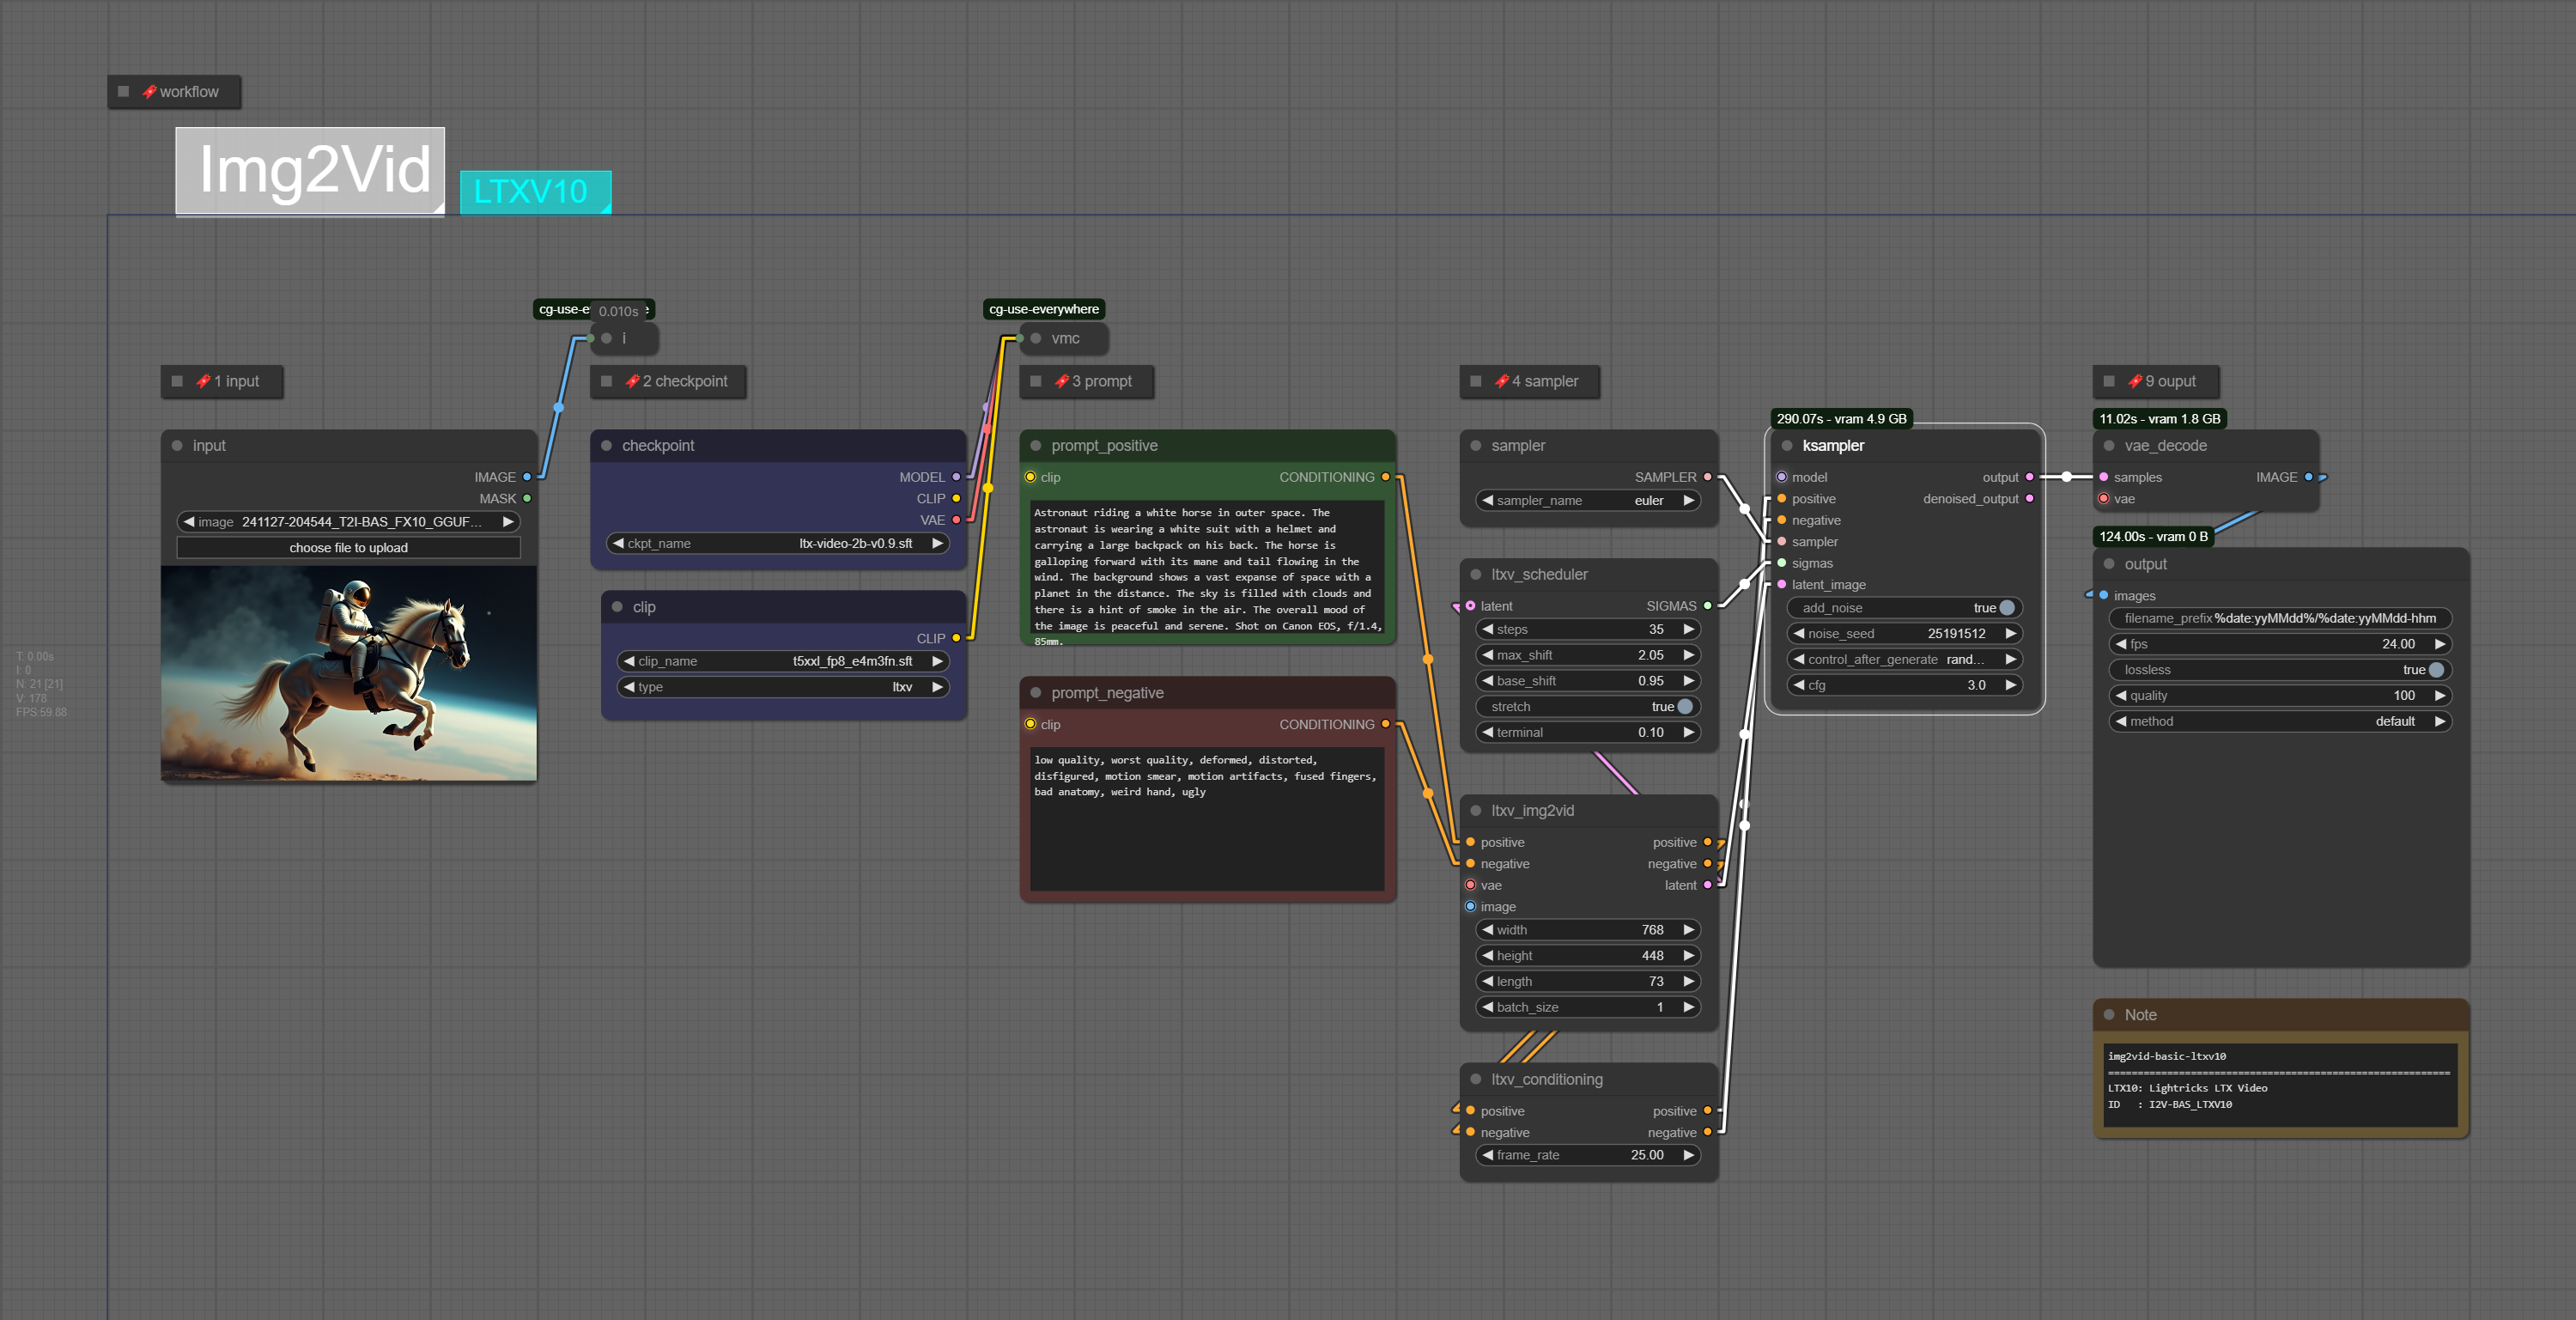 workflow
Img2Vid
LTXV10
cg-use-e
0.010s
e
i
cg-use-everywhere
vmc
1 input
2 checkpoint
3 prompt
4 sampler
9 ouput
input
IMAGE
MASK
image 241127-204544_T2I-BAS_FX10_GGUF...
choose file to upload
T: 0.00s
I: 0
N: 21 [21]
V: 178
FPS:59.88
checkpoint
MODEL
CLIP
VAE
ckpt_name ltx-video-2b-v0.9.sft
clip
CLIP
clip_name t5xxl_fp8_e4m3fn.sft
type ltxv
prompt_positive
clip CONDITIONING
Astronaut riding a white horse in outer space. The
astronaut is wearing a white suit with a helmet and
carrying a large backpack on his back. The horse is
galloping forward with its mane and tail flowing in the
wind. The background shows a vast expanse of space with a
planet in the distance. The sky is filled with clouds and
there is a hint of smoke in the air. The overall mood of
the image is peaceful and serene. Shot on Canon EOS, f/1.4,
85mm.
prompt_negative
clip CONDITIONING
low quality, worst quality, deformed, distorted,
disfigured, motion smear, motion artifacts, fused fingers,
bad anatomy, weird hand, ugly
sampler
SAMPLER
sampler_name euler
ltxv_scheduler
latent SIGMAS
steps 35
max_shift 2.05
base_shift 0.95
stretch true
terminal 0.10
ltxv_img2vid
positive positive
negative negative
vae latent
image
width 768
height 448
length 73
batch_size 1
ltxv_conditioning
positive positive
negative negative
frame_rate 25.00
290.07s - vram 4.9 GB
ksampler
model output
positive denoised_output
negative
sampler
sigmas
latent_image
add_noise true
noise_seed 25191512
control_after_generate rand...
cfg 3.0
11.02s - vram 1.8 GB
vae_decode
samples IMAGE
vae
124.00s - vram 0 B
output
images
filename_prefix %date:yyMMdd%/%date:yyMMdd-hhm
fps 24.00
lossless true
quality 100
method default
Note
img2vid-basic-ltxv10
==========================================================
LTX10: Lightricks LTX Video
ID : I2V-BAS_LTXV10